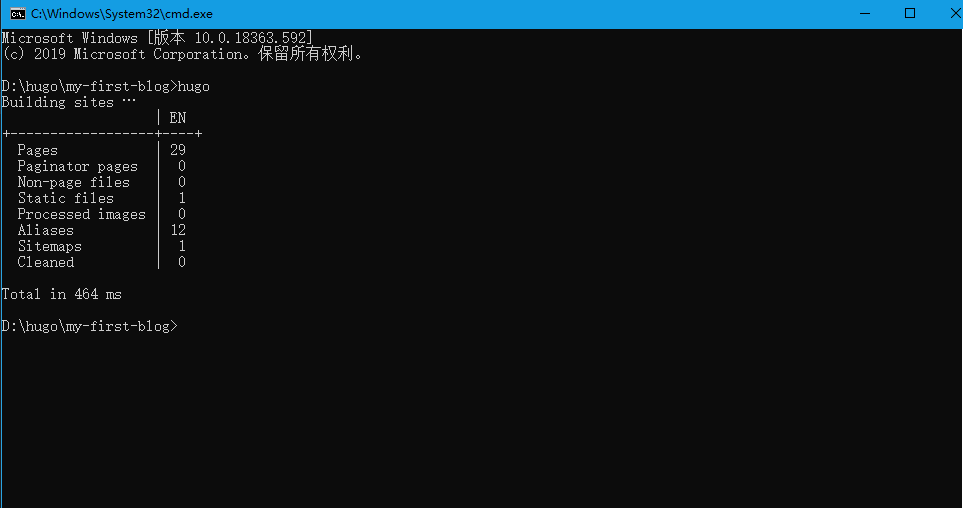 C:\Windows\System32\cmd.exe
Microsoft Windows [版本 10.0.18363.592]
(c) 2019 Microsoft Corporation。保留所有权利。
D:\hugo\my-first-blog>hugo
Building sites …
                   | EN
+------------------+----+
  Pages            | 29
  Paginator pages  |  0
  Non-page files   |  0
  Static files     |  1
  Processed images |  0
  Aliases          | 12
  Sitemaps         |  1
  Cleaned          |  0
Total in 464 ms
D:\hugo\my-first-blog>